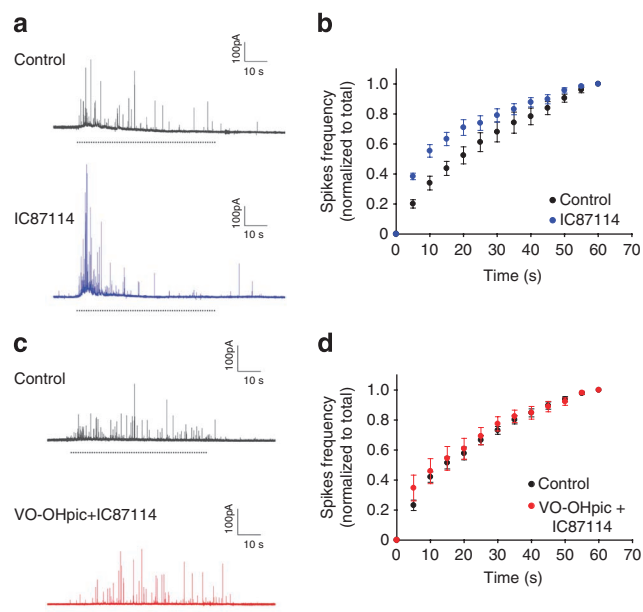 a
Control
100pA
10 s
IC87114
100pA
10 s
b
Spikes frequency
(normalized to total)
1.0
0.8
0.6
0.4
0.2
0
0 10 20 30 40 50 60 70
Time (s)
Control
IC87114
c
Control
100pA
10 s
VO-OHpic+IC87114
100pA
10 s
d
Spikes frequency
(normalized to total)
1.0
0.8
0.6
0.4
0.2
0
0 10 20 30 40 50 60 70
Time (s)
Control
VO-OHpic +
IC87114